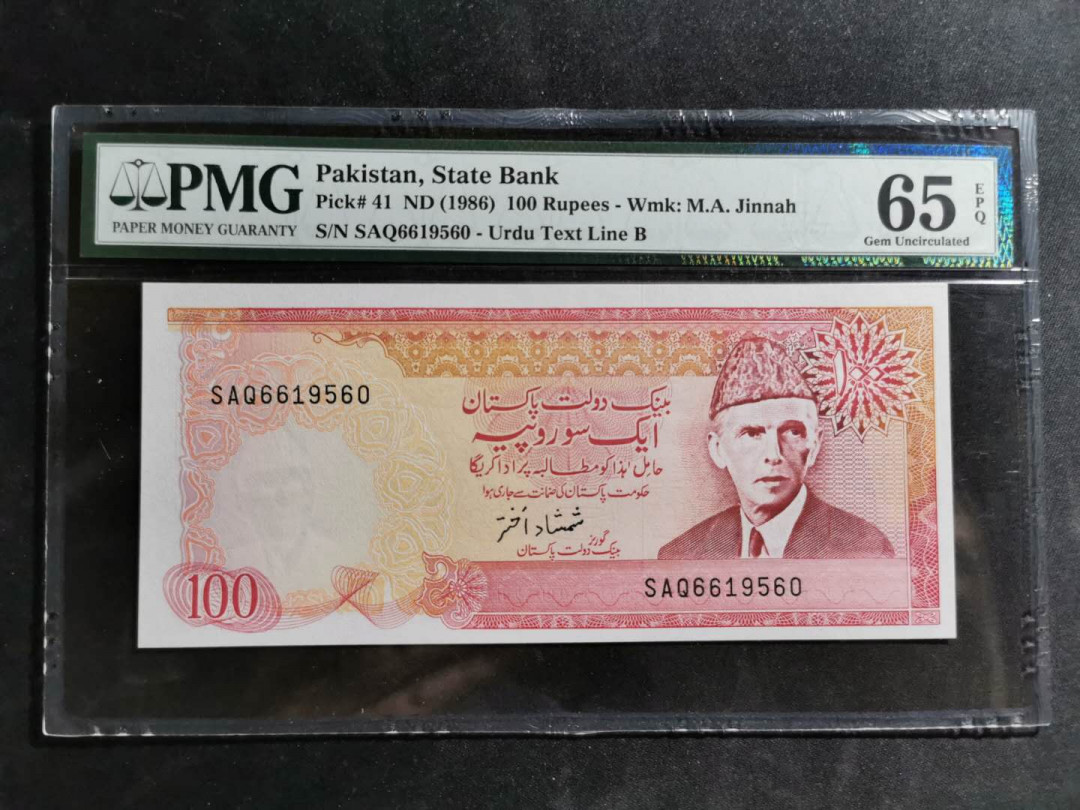 PMG
PAPER MONEY GUARANTY
Pakistan, State Bank
Pick# 41 ND (1986) 100 Rupees - Wmk: M.A. Jinnah
S/N SAQ6619560 - Urdu Text Line B
65
EPQ
Gem Uncirculated
۱۰۰
SAQ6619560
بینک دولت پاکستان
ایک سو روپیہ
حامل ہٰذا کو مطالبہ پر ادا کریگا
حکومت پاکستان کی ضمانت سے جاری ہوا
شمشاد اختر
گورنر
بینک دولت پاکستان
100
SAQ6619560